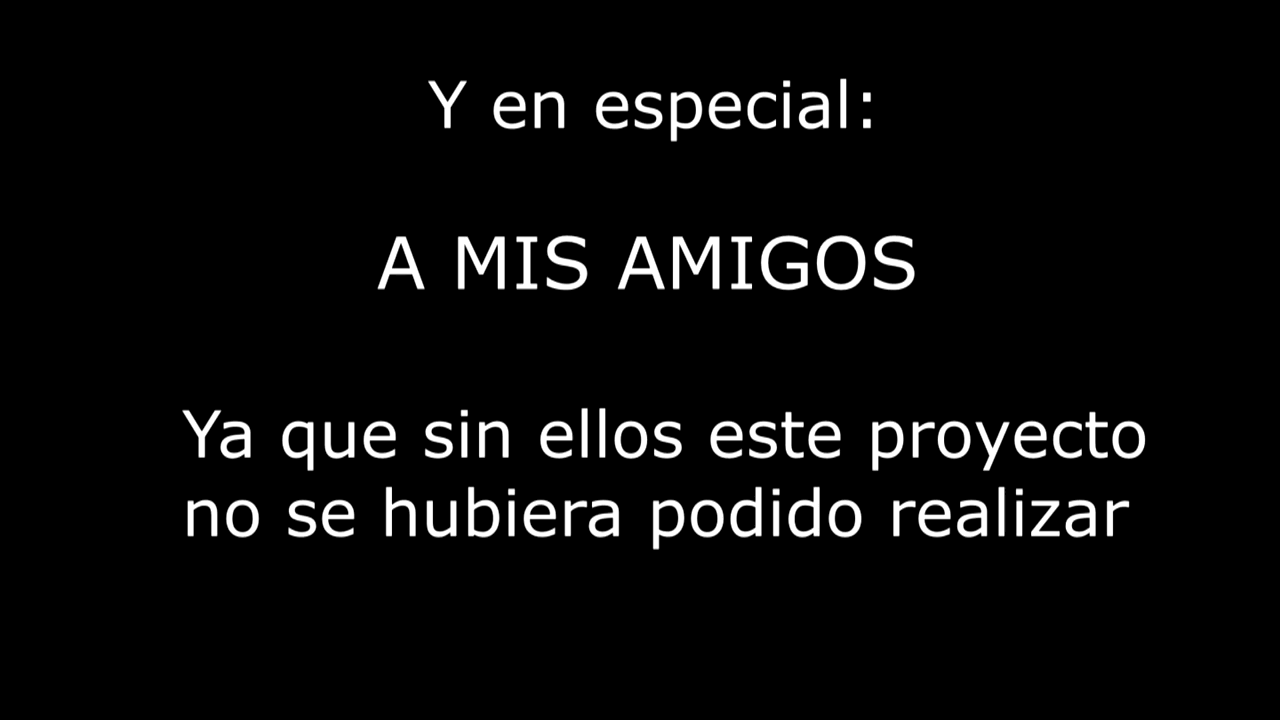 Y en especial:
A MIS AMIGOS
Ya que sin ellos este proyecto
no se hubiera podido realizar